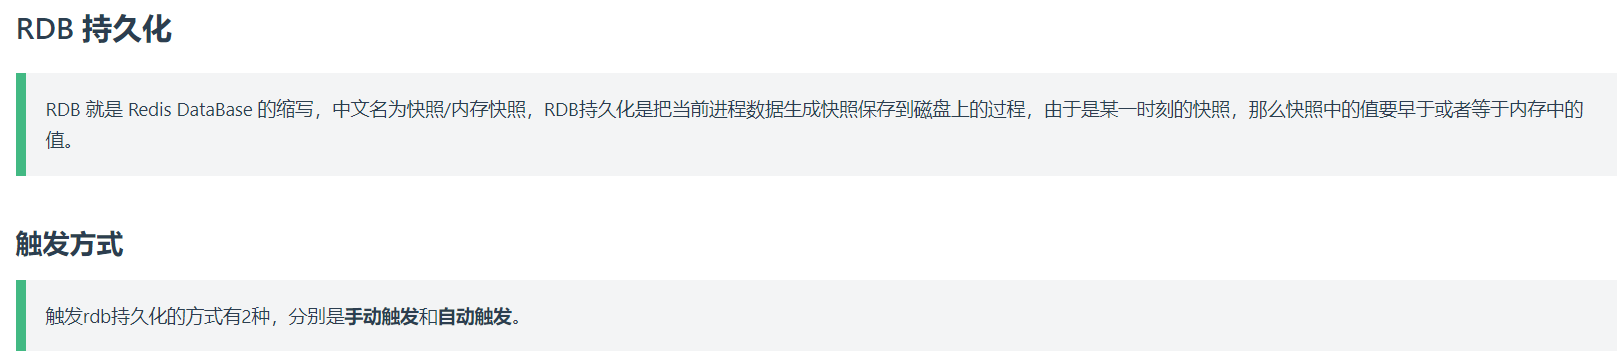 RDB 持久化
RDB 就是 Redis DataBase 的缩写，中文名为快照/内存快照，RDB持久化是把当前进程数据生成快照保存到磁盘上的过程，由于是某一时刻的快照，那么快照中的值要早于或者等于内存中的
值。
触发方式
触发rdb持久化的方式有2种，分别是手动触发和自动触发。